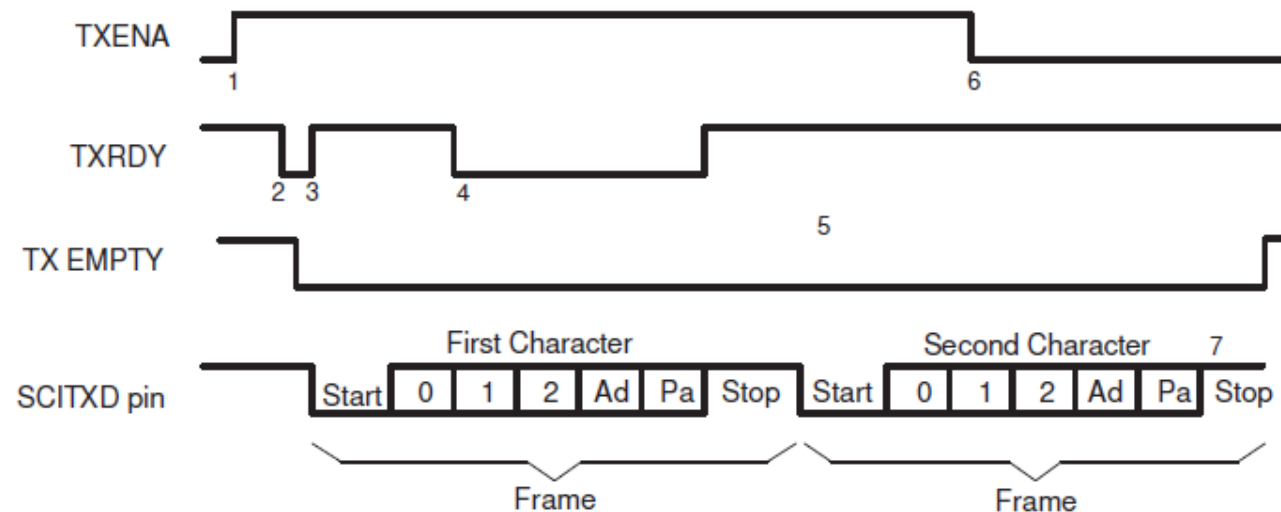 TXENA
1 6
TXRDY
2 3 4
5
TX EMPTY
First Character Second Character 7
SCITXD pin Start 0 1 2 Ad Pa Stop Start 0 1 2 Ad Pa Stop
Frame Frame